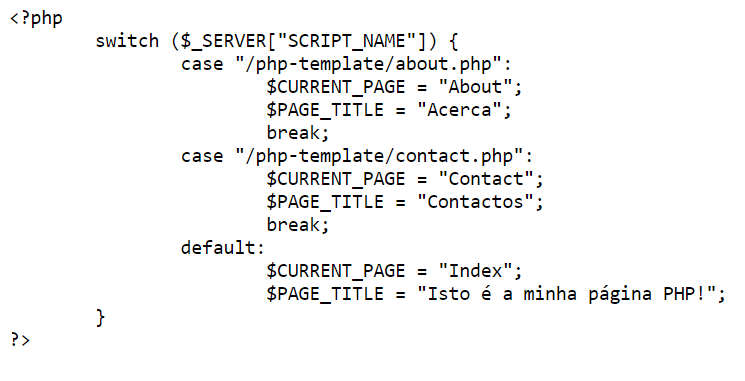 <?php
switch ($_SERVER["SCRIPT_NAME"]) {
case "/php-template/about.php":
$CURRENT_PAGE = "About";
$PAGE_TITLE = "Acerca";
break;
case "/php-template/contact.php":
$CURRENT_PAGE = "Contact";
$PAGE_TITLE = "Contactos";
break;
default:
$CURRENT_PAGE = "Index";
$PAGE_TITLE = "Isto é a minha página PHP!";
}
?>